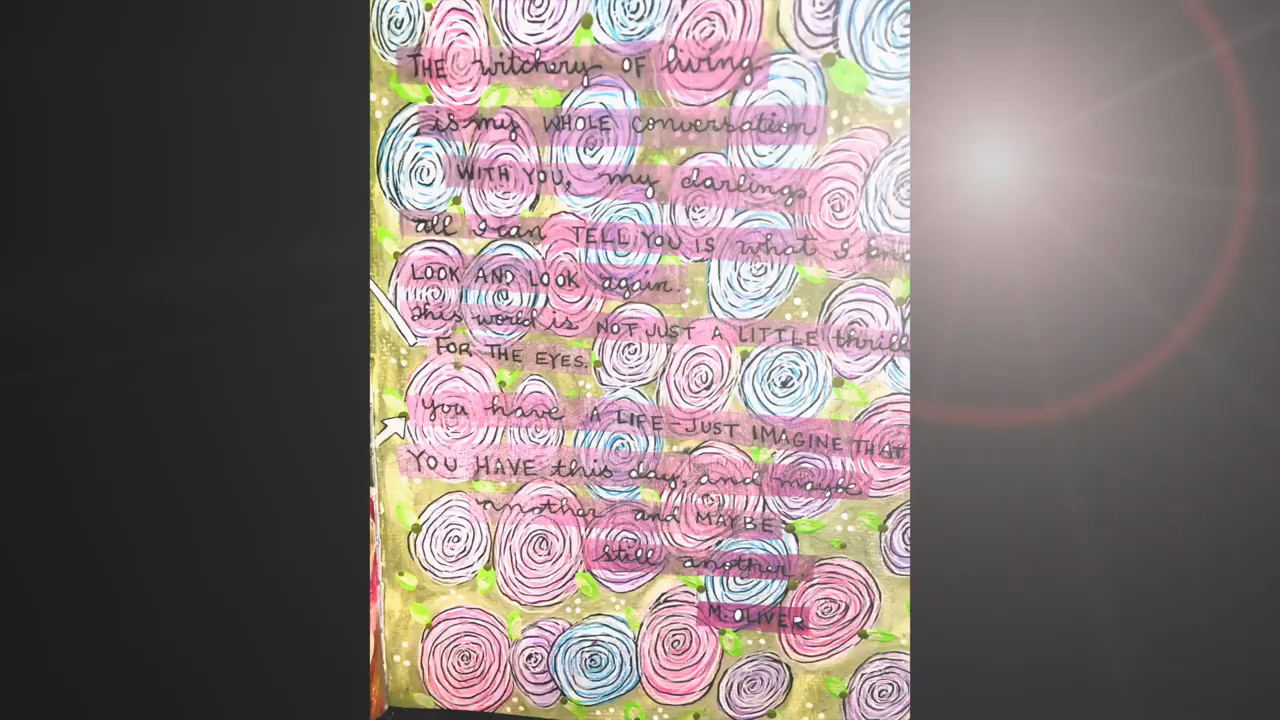 THE witchery OF living
is my WHOLE conversation
WITH YOU, my darlings
all I can TELL YOU IS what I
LOOK AND LOOK again.
this world is NOT JUST A LITTLE thrill
FOR THE EYES.
you have A LIFE - JUST IMAGINE THAT
YOU HAVE this day, and maybe
another and MAYBE
still another.
M. OLIVER